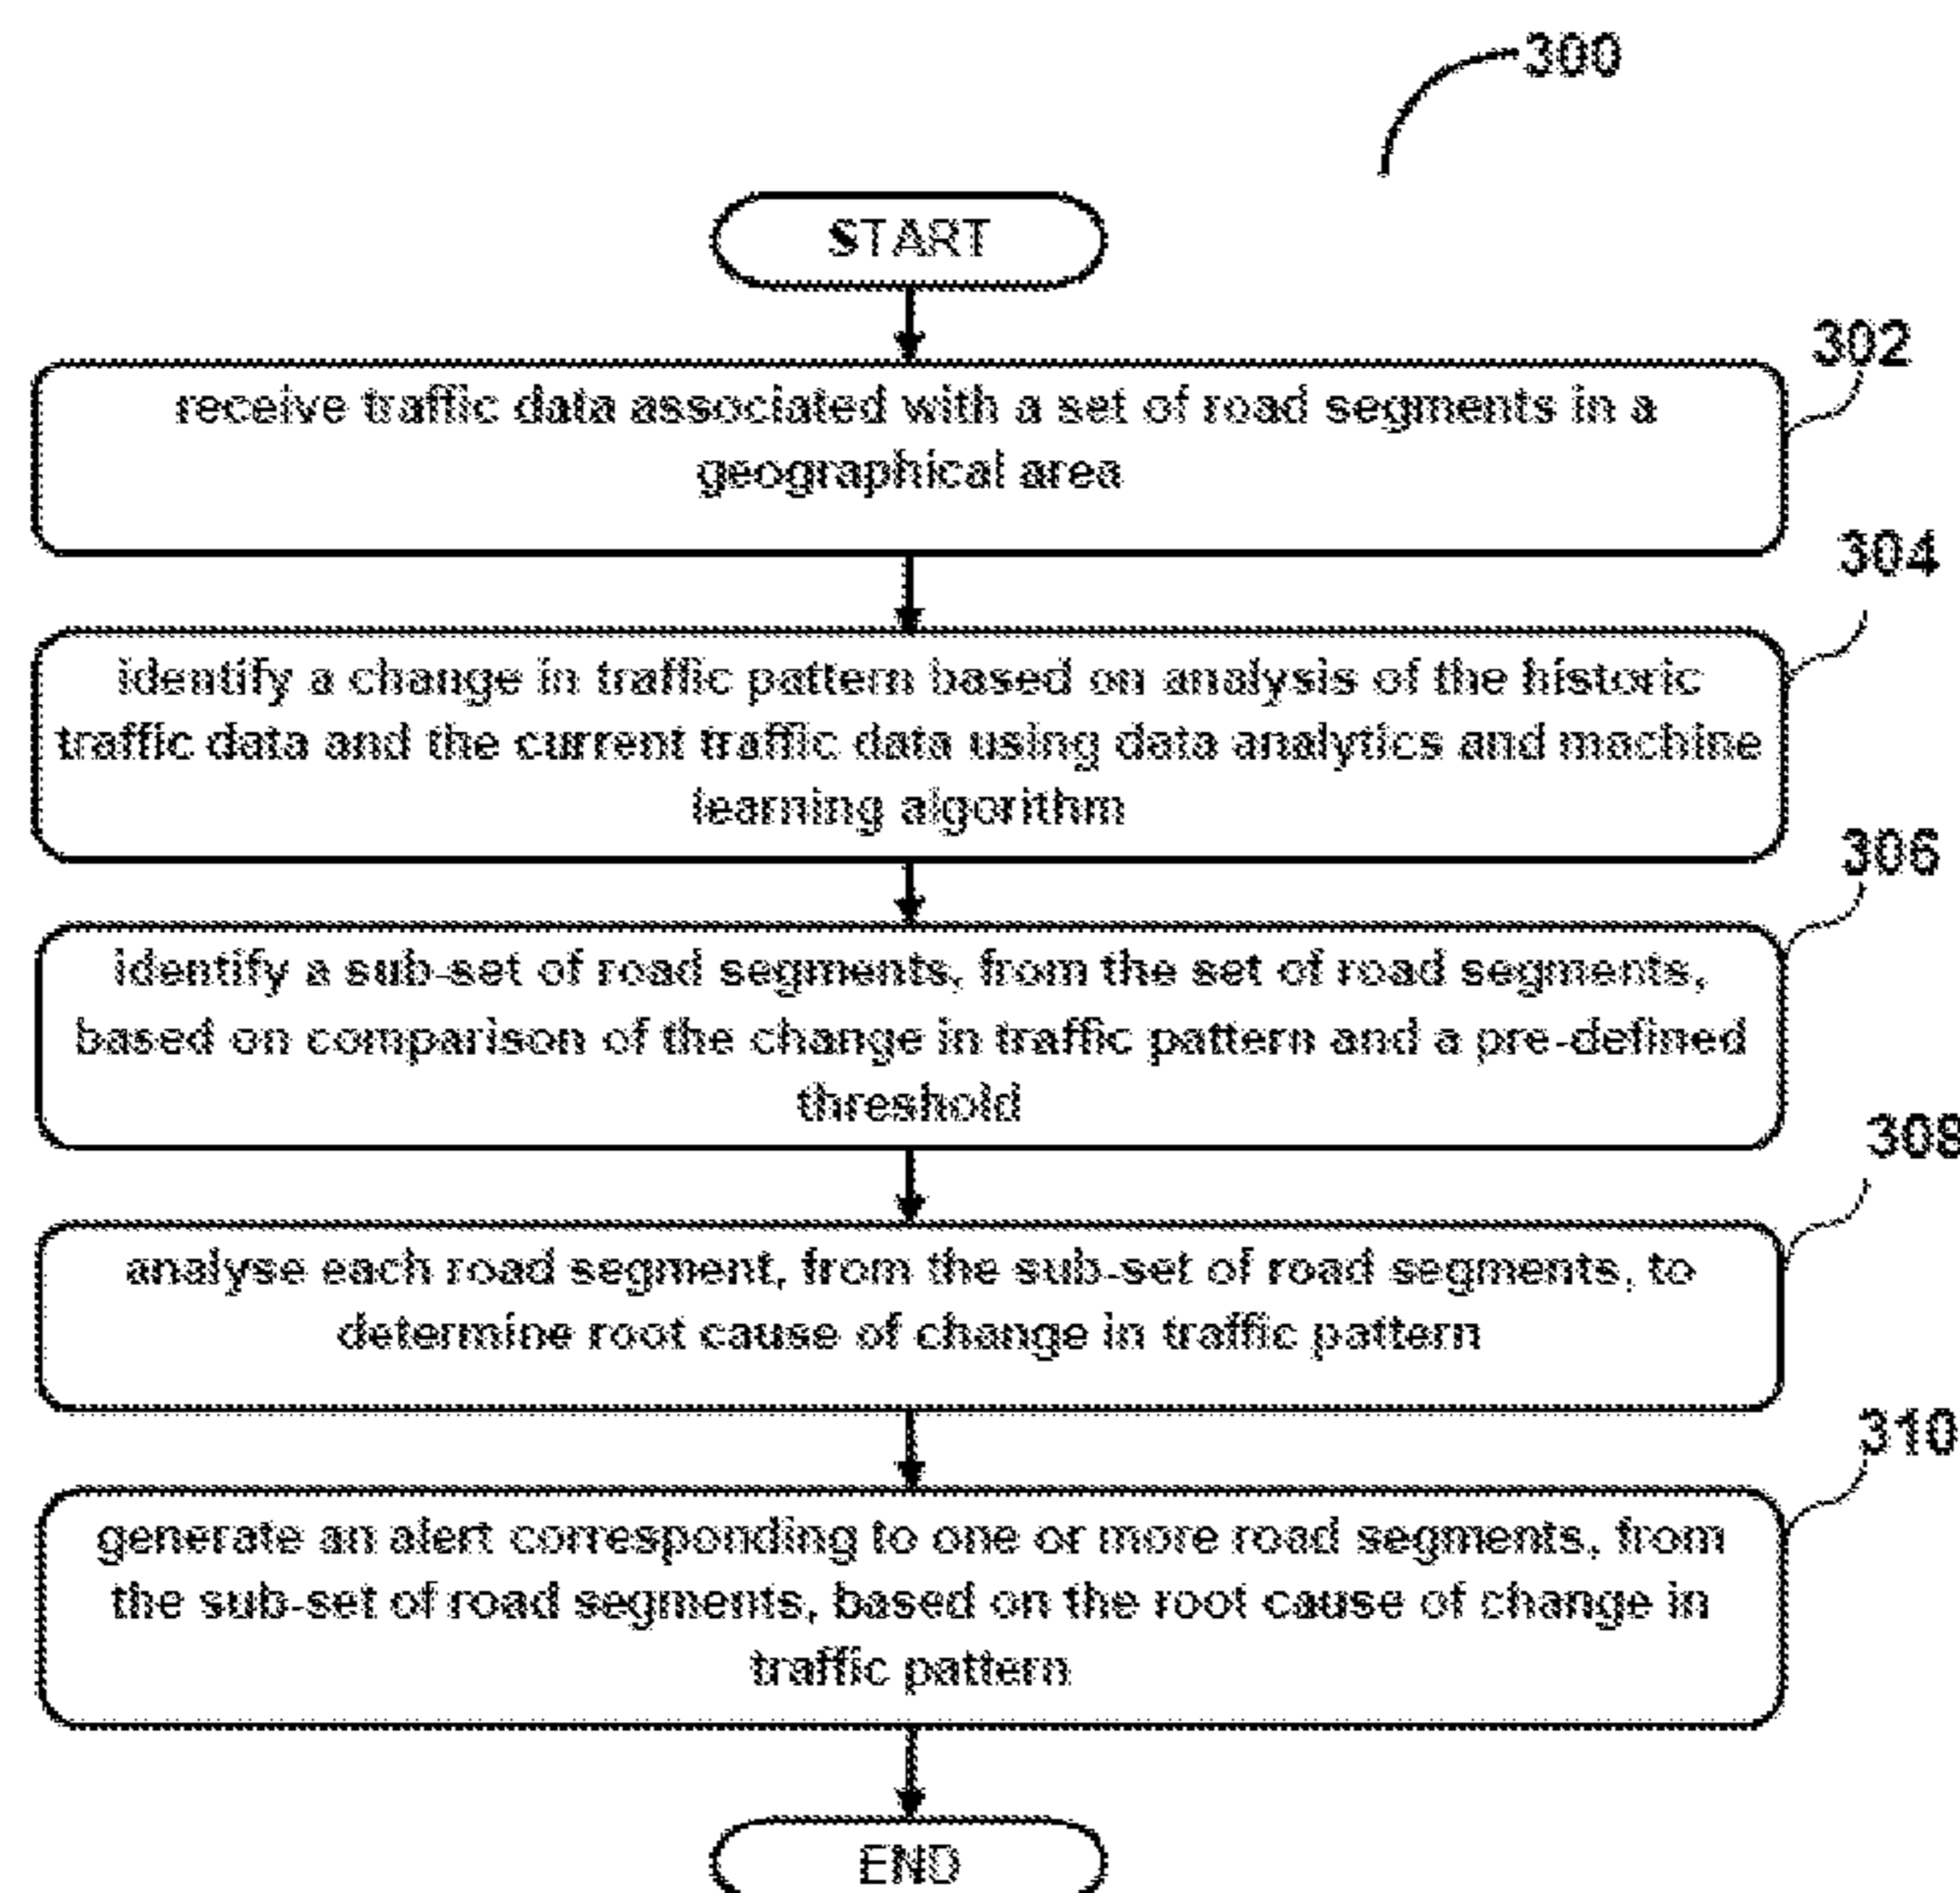 300
START
302
receive traffic data associated with a set of road segments in a
geographical area
304
identify a change in traffic pattern based on analysis of the historic
traffic data and the current traffic data using data analytics and machine
learning algorithm
306
identify a sub-set of road segments, from the set of road segments,
based on comparison of the change in traffic pattern and a pre-defined
threshold
308
analyse each road segment, from the sub-set of road segments, to
determine root cause of change in traffic pattern
310
generate an alert corresponding to one or more road segments, from
the sub-set of road segments, based on the root cause of change in
traffic pattern
END